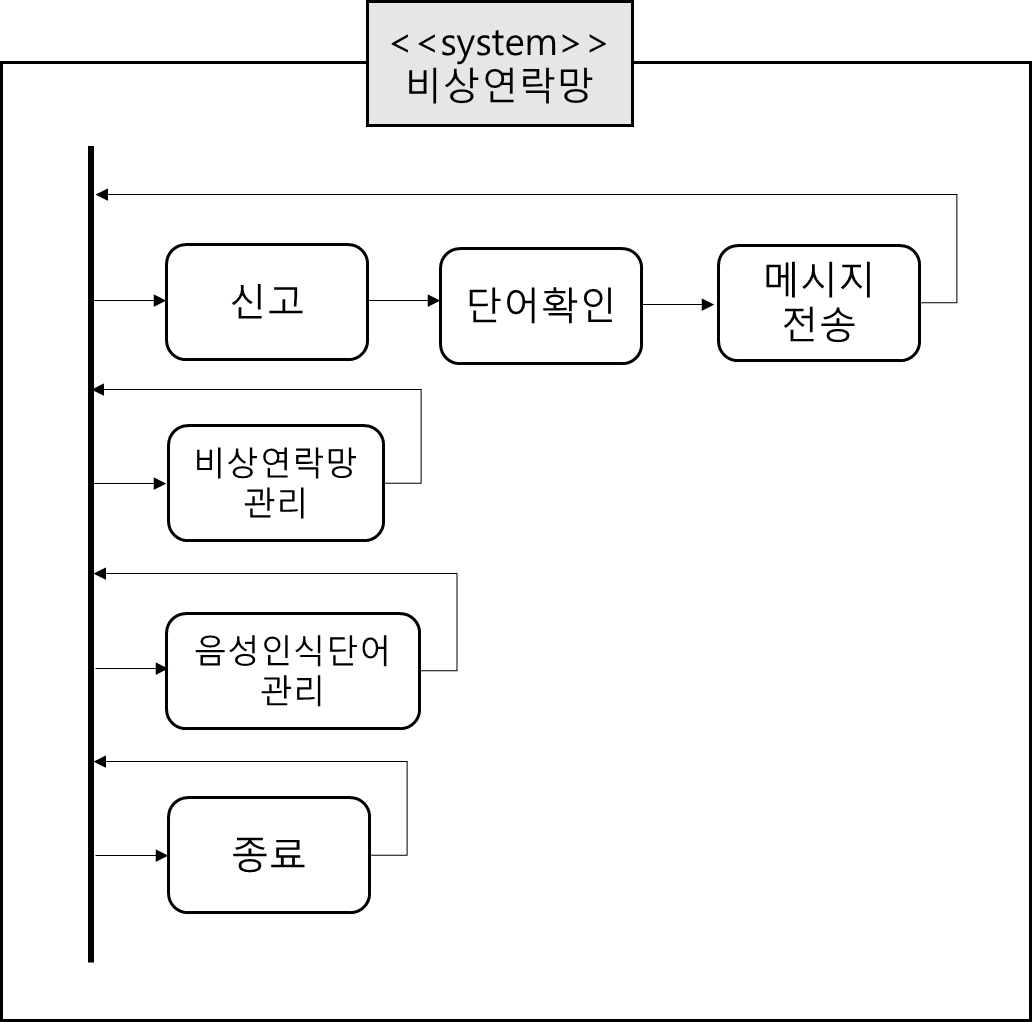 <<system>>
비상연락망
신고
단어확인
메시지
전송
비상연락망
관리
음성인식단어
관리
종료